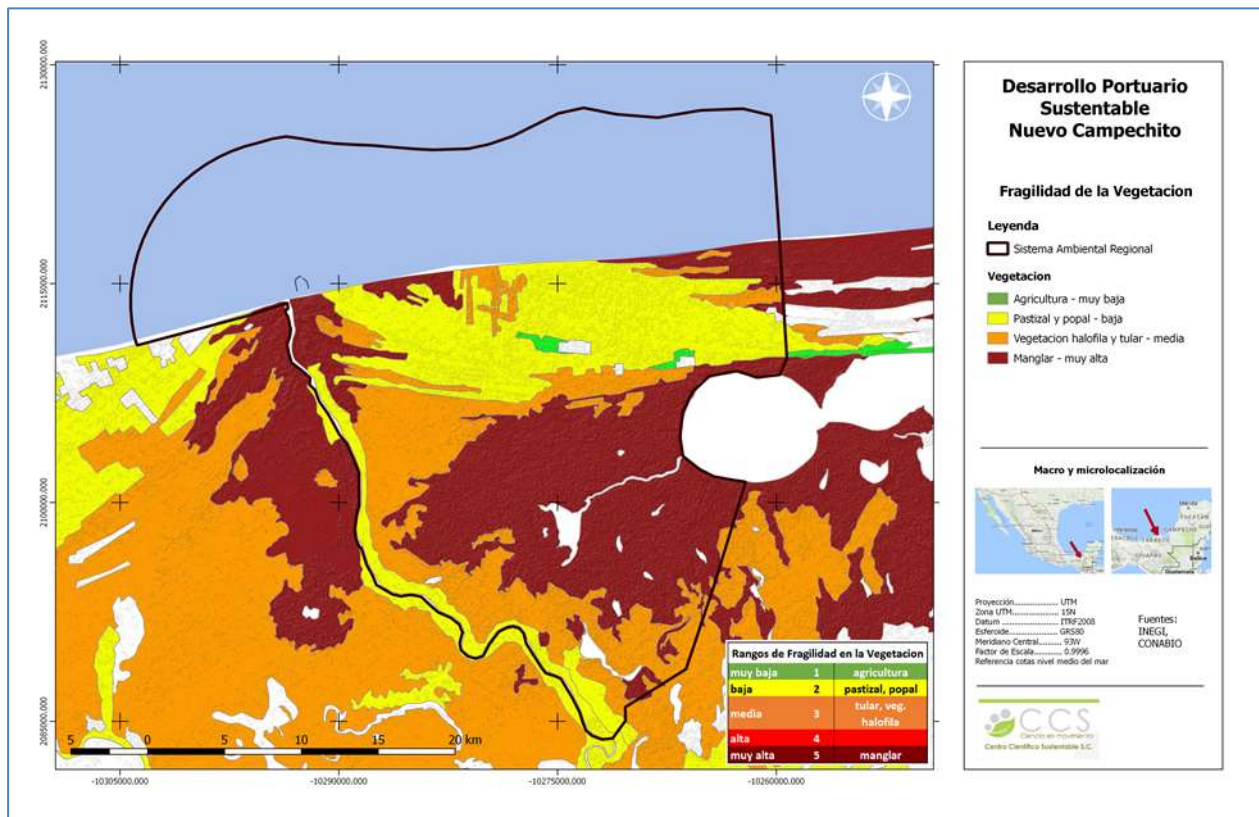 2130000.000
2115000.000
2100000.000
2085000.000
-10305000.000
-10290000.000
-10275000.000
-10260000.000
5 0 5 10 15 20 km
Rangos de Fragilidad en la Vegetacion
muy baja 1 agricultura
baja 2 pastizal, popal
media 3 tular, veg. halofila
alta 4
muy alta 5 manglar
Desarrollo Portuario
Sustentable
Nuevo Campechito
Fragilidad de la Vegetacion
Leyenda
Sistema Ambiental Regional
Vegetacion
Agricultura - muy baja
Pastizal y popal - baja
Vegetacion halofila y tular - media
Manglar - muy alta
Macro y microlocalización
Proyección.................... UTM
Zona UTM..................... 15N
Datum ......................... ITRF2008
Esferoide...................... GRS80
Meridiano Central.......... 93W
Factor de Escala........... 0.9996
Referencia cotas nivel medio del mar
Fuentes:
INEGI,
CONABIO
CCS
Ciencia en movimiento
Centro Científico Sustentable S.C.